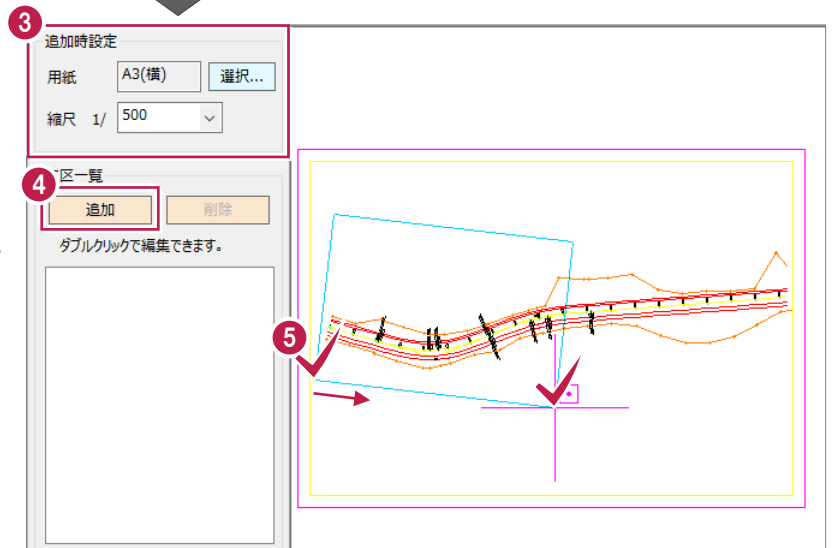 3
追加時設定
用紙 A3(横) 選択...
縮尺 1/ 500
4
区一覧
追加 削除
ダブルクリックで編集できます。
5